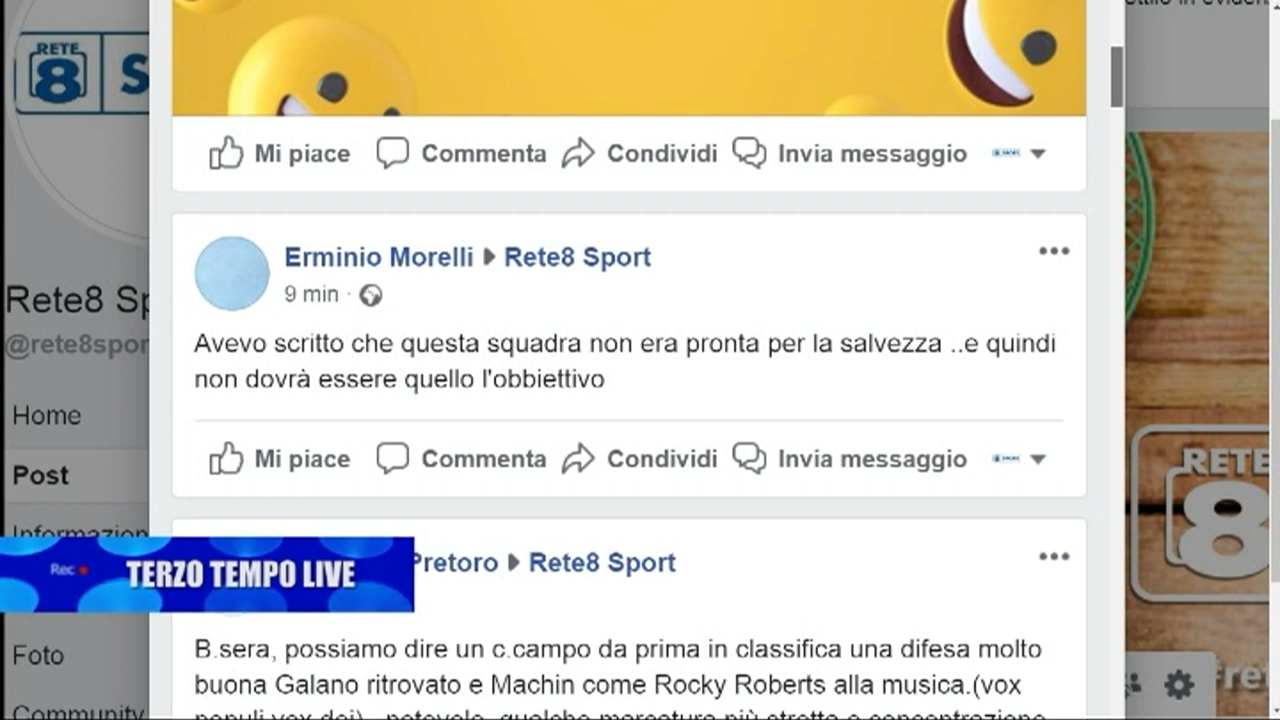 RETE
8 S
Mi piace Commenta Condividi Invia messaggio
Erminio Morelli Rete8 Sport
9 min ·
Avevo scritto che questa squadra non era pronta per la salvezza ..e quindi
non dovrà essere quello l'obbiettivo
Mi piace Commenta Condividi Invia messaggio
Rete8 Sp
@rete8spor
Home
Post
Informazion
Foto
Community
Rec TERZO TEMPO LIVE
Pretoro Rete8 Sport
B.sera, possiamo dire un c.campo da prima in classifica una difesa molto
buona Galano ritrovato e Machin come Rocky Roberts alla musica.(vox
populi vox dei) potevole qualche marcatura più stretta e concentrazione
RETE
8